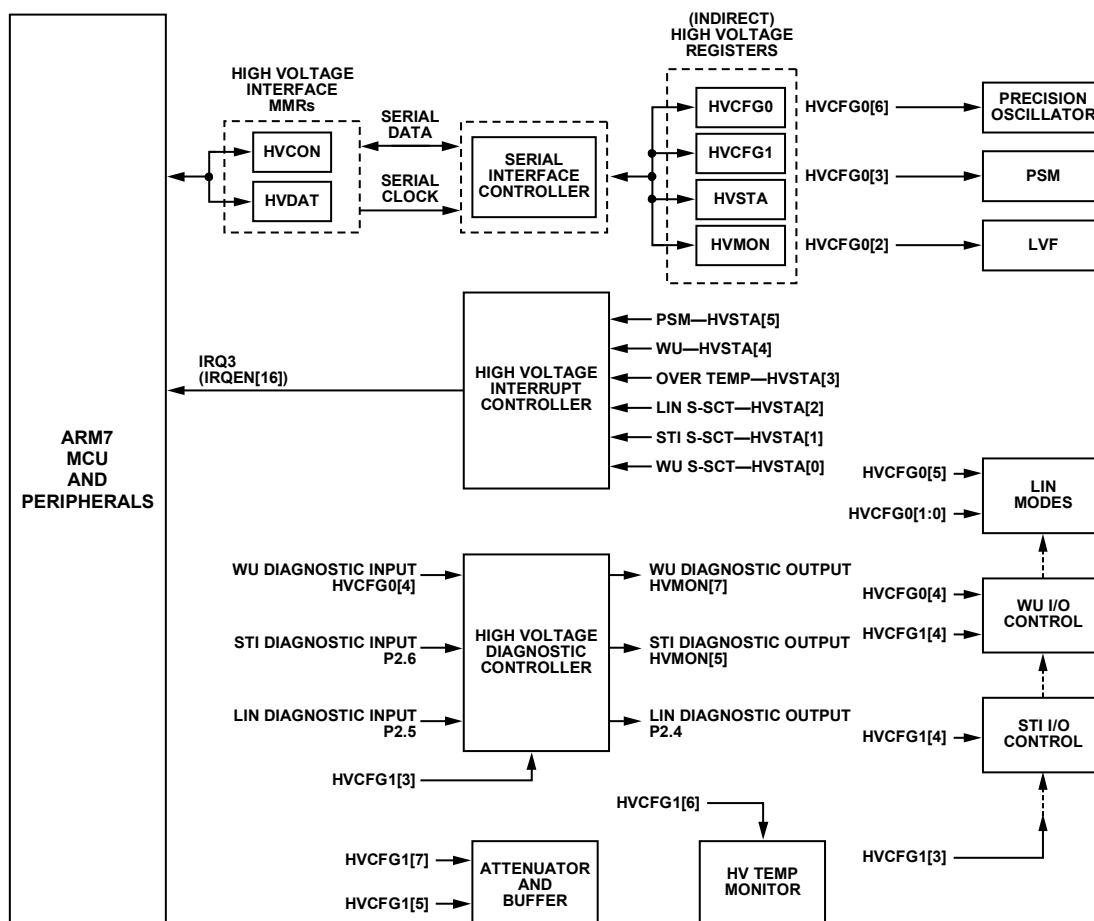 (INDIRECT)
HIGH VOLTAGE
REGISTERS
HIGH VOLTAGE
INTERFACE
MMRs
HVCON
HVDAT
SERIAL
DATA
SERIAL
CLOCK
SERIAL
INTERFACE
CONTROLLER
HVCFG0
HVCFG1
HVSTA
HVMON
HVCFG0[6]
PRECISION
OSCILLATOR
HVCFG0[3]
PSM
HVCFG0[2]
LVF
ARM7
MCU
AND
PERIPHERALS
IRQ3
(IRQEN[16])
HIGH VOLTAGE
INTERRUPT
CONTROLLER
PSM—HVSTA[5]
WU—HVSTA[4]
OVER TEMP—HVSTA[3]
LIN S-SCT—HVSTA[2]
STI S-SCT—HVSTA[1]
WU S-SCT—HVSTA[0]
HVCFG0[5]
HVCFG0[1:0]
LIN
MODES
WU DIAGNOSTIC INPUT
HVCFG0[4]
STI DIAGNOSTIC INPUT
P2.6
LIN DIAGNOSTIC INPUT
P2.5
HVCFG1[3]
HIGH VOLTAGE
DIAGNOSTIC
CONTROLLER
WU DIAGNOSTIC OUTPUT
HVMON[7]
STI DIAGNOSTIC OUTPUT
HVMON[5]
LIN DIAGNOSTIC OUTPUT
P2.4
HVCFG0[4]
HVCFG1[4]
WU I/O
CONTROL
HVCFG1[4]
STI I/O
CONTROL
HVCFG1[3]
HVCFG1[7]
HVCFG1[5]
ATTENUATOR
AND
BUFFER
HVCFG1[6]
HV TEMP
MONITOR